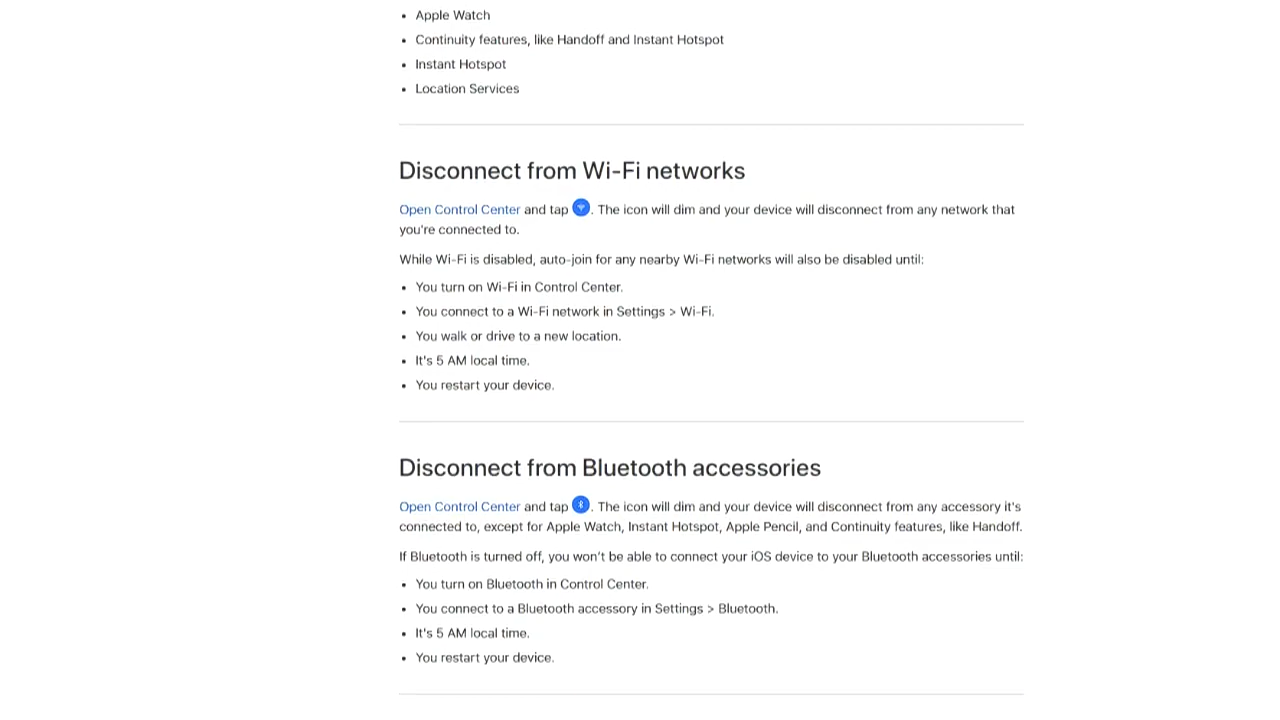 Apple Watch
Continuity features, like Handoff and Instant Hotspot
Instant Hotspot
Location Services
Disconnect from Wi-Fi networks
Open Control Center and tap . The icon will dim and your device will disconnect from any network that
you're connected to.
While Wi-Fi is disabled, auto-join for any nearby Wi-Fi networks will also be disabled until:
You turn on Wi-Fi in Control Center.
You connect to a Wi-Fi network in Settings > Wi-Fi.
You walk or drive to a new location.
It's 5 AM local time.
You restart your device.
Disconnect from Bluetooth accessories
Open Control Center and tap . The icon will dim and your device will disconnect from any accessory it's
connected to, except for Apple Watch, Instant Hotspot, Apple Pencil, and Continuity features, like Handoff.
If Bluetooth is turned off, you won't be able to connect your iOS device to your Bluetooth accessories until:
You turn on Bluetooth in Control Center.
You connect to a Bluetooth accessory in Settings > Bluetooth.
It's 5 AM local time.
You restart your device.